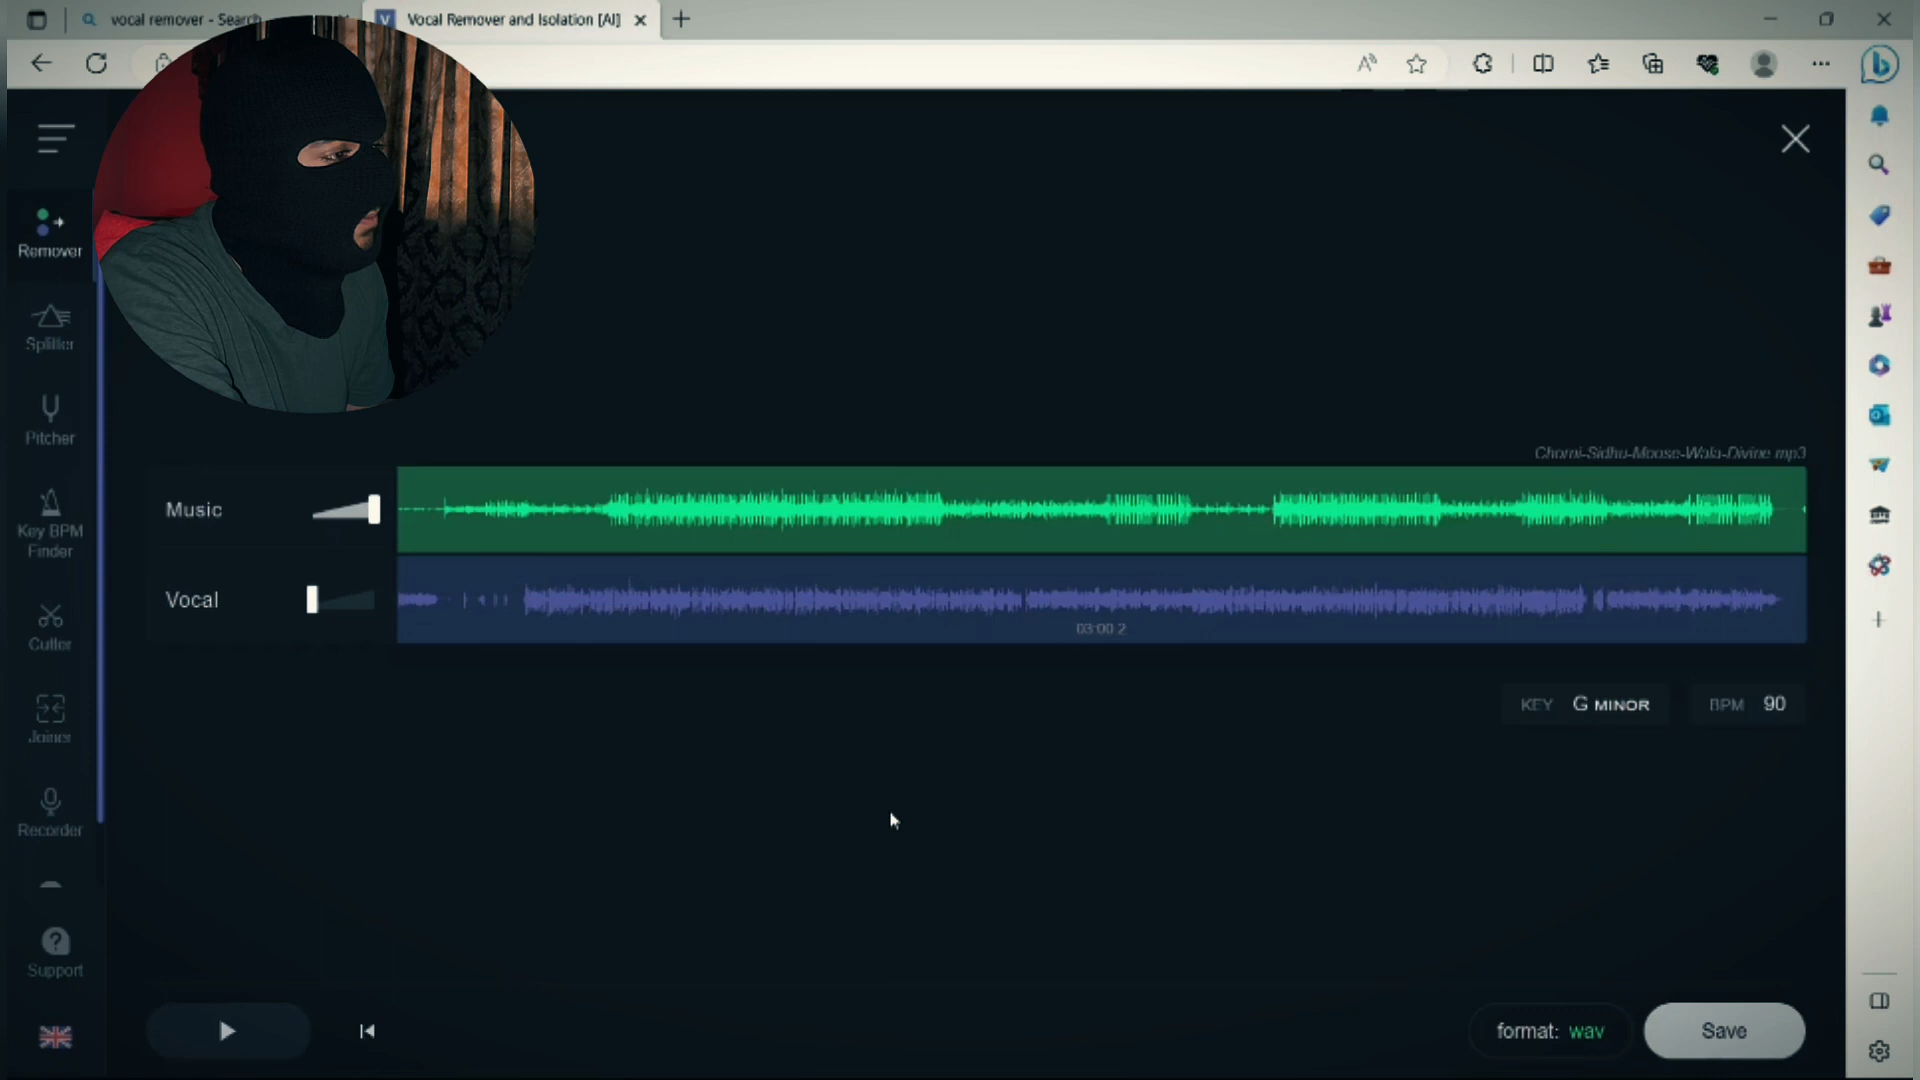 vocal remover - Search
Vocal Remover and Isolation [AI]
Remover
Splitter
Pitcher
Key BPM
Finder
Cutter
Joiner
Recorder
Support
Chorni-Sidhu-Moose-Wala-Divine mp3
Music
Vocal
03:00 2
KEY G MINOR
BPM 90
format: wav
Save